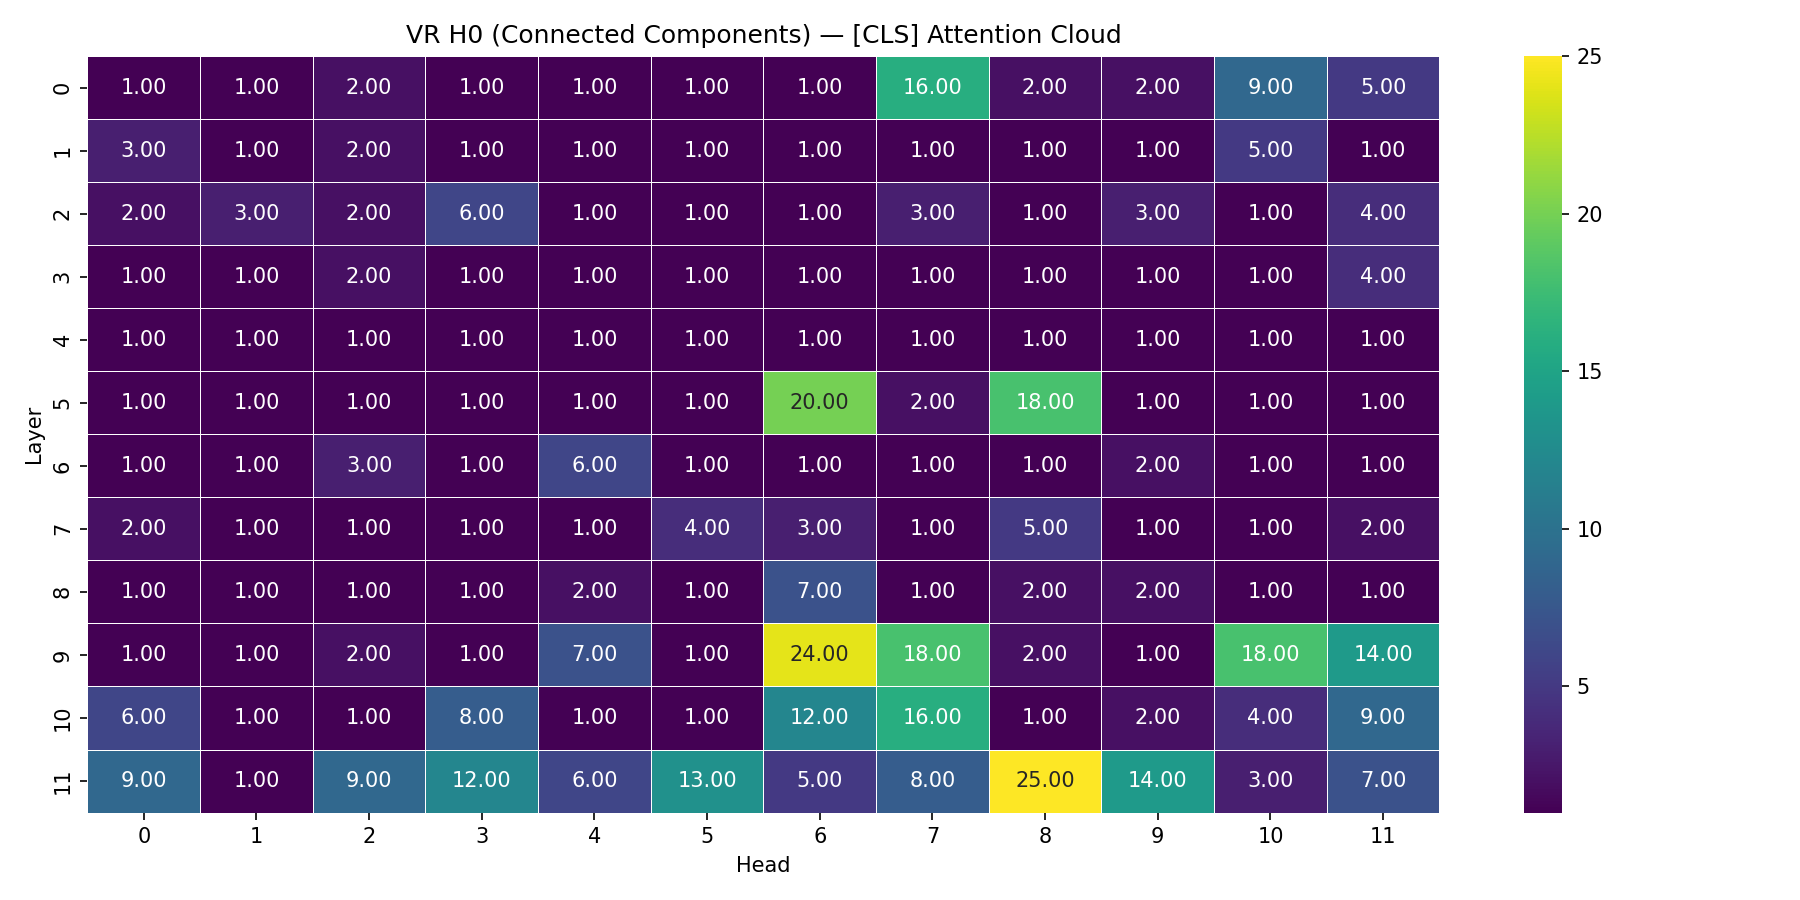 VR H0 (Connected Components) — [CLS] Attention Cloud
0 1.00 1.00 2.00 1.00 1.00 1.00 1.00 16.00 2.00 2.00 9.00 5.00
1 3.00 1.00 2.00 1.00 1.00 1.00 1.00 1.00 1.00 1.00 5.00 1.00
2 2.00 3.00 2.00 6.00 1.00 1.00 1.00 3.00 1.00 3.00 1.00 4.00
3 1.00 1.00 2.00 1.00 1.00 1.00 1.00 1.00 1.00 1.00 1.00 4.00
4 1.00 1.00 1.00 1.00 1.00 1.00 1.00 1.00 1.00 1.00 1.00 1.00
5 1.00 1.00 1.00 1.00 1.00 1.00 20.00 2.00 18.00 1.00 1.00 1.00
6 1.00 1.00 3.00 1.00 6.00 1.00 1.00 1.00 1.00 2.00 1.00 1.00
7 2.00 1.00 1.00 1.00 1.00 4.00 3.00 1.00 5.00 1.00 1.00 2.00
8 1.00 1.00 1.00 1.00 2.00 1.00 7.00 1.00 2.00 2.00 1.00 1.00
9 1.00 1.00 2.00 1.00 7.00 1.00 24.00 18.00 2.00 1.00 18.00 14.00
10 6.00 1.00 1.00 8.00 1.00 1.00 12.00 16.00 1.00 2.00 4.00 9.00
11 9.00 1.00 9.00 12.00 6.00 13.00 5.00 8.00 25.00 14.00 3.00 7.00
0 1 2 3 4 5 6 7 8 9 10 11
Head
Layer
25
20
15
10
5